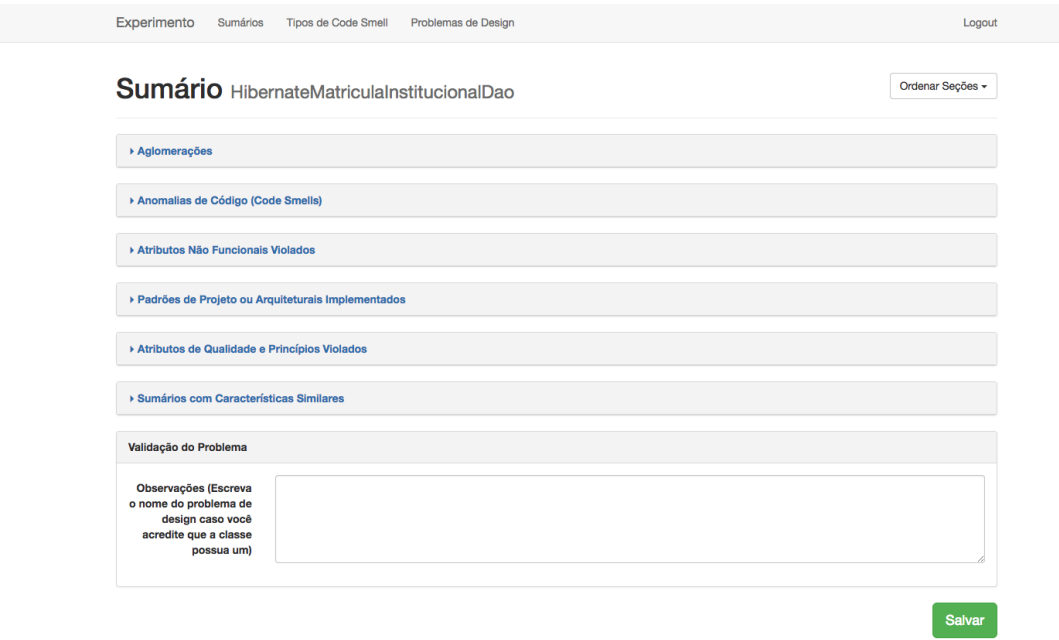 Experimento Sumários Tipos de Code Smell Problemas de Design Logout
Sumário HibernateMatriculaInstitucionalDao Ordenar Seções
Aglomerações
Anomalias de Código (Code Smells)
Atributos Não Funcionais Violados
Padrões de Projeto ou Arquiteturais Implementados
Atributos de Qualidade e Princípios Violados
Sumários com Características Similares
Validação do Problema
Observações (Escreva
o nome do problema de
design caso você
acredite que a classe
possua um)
Salvar